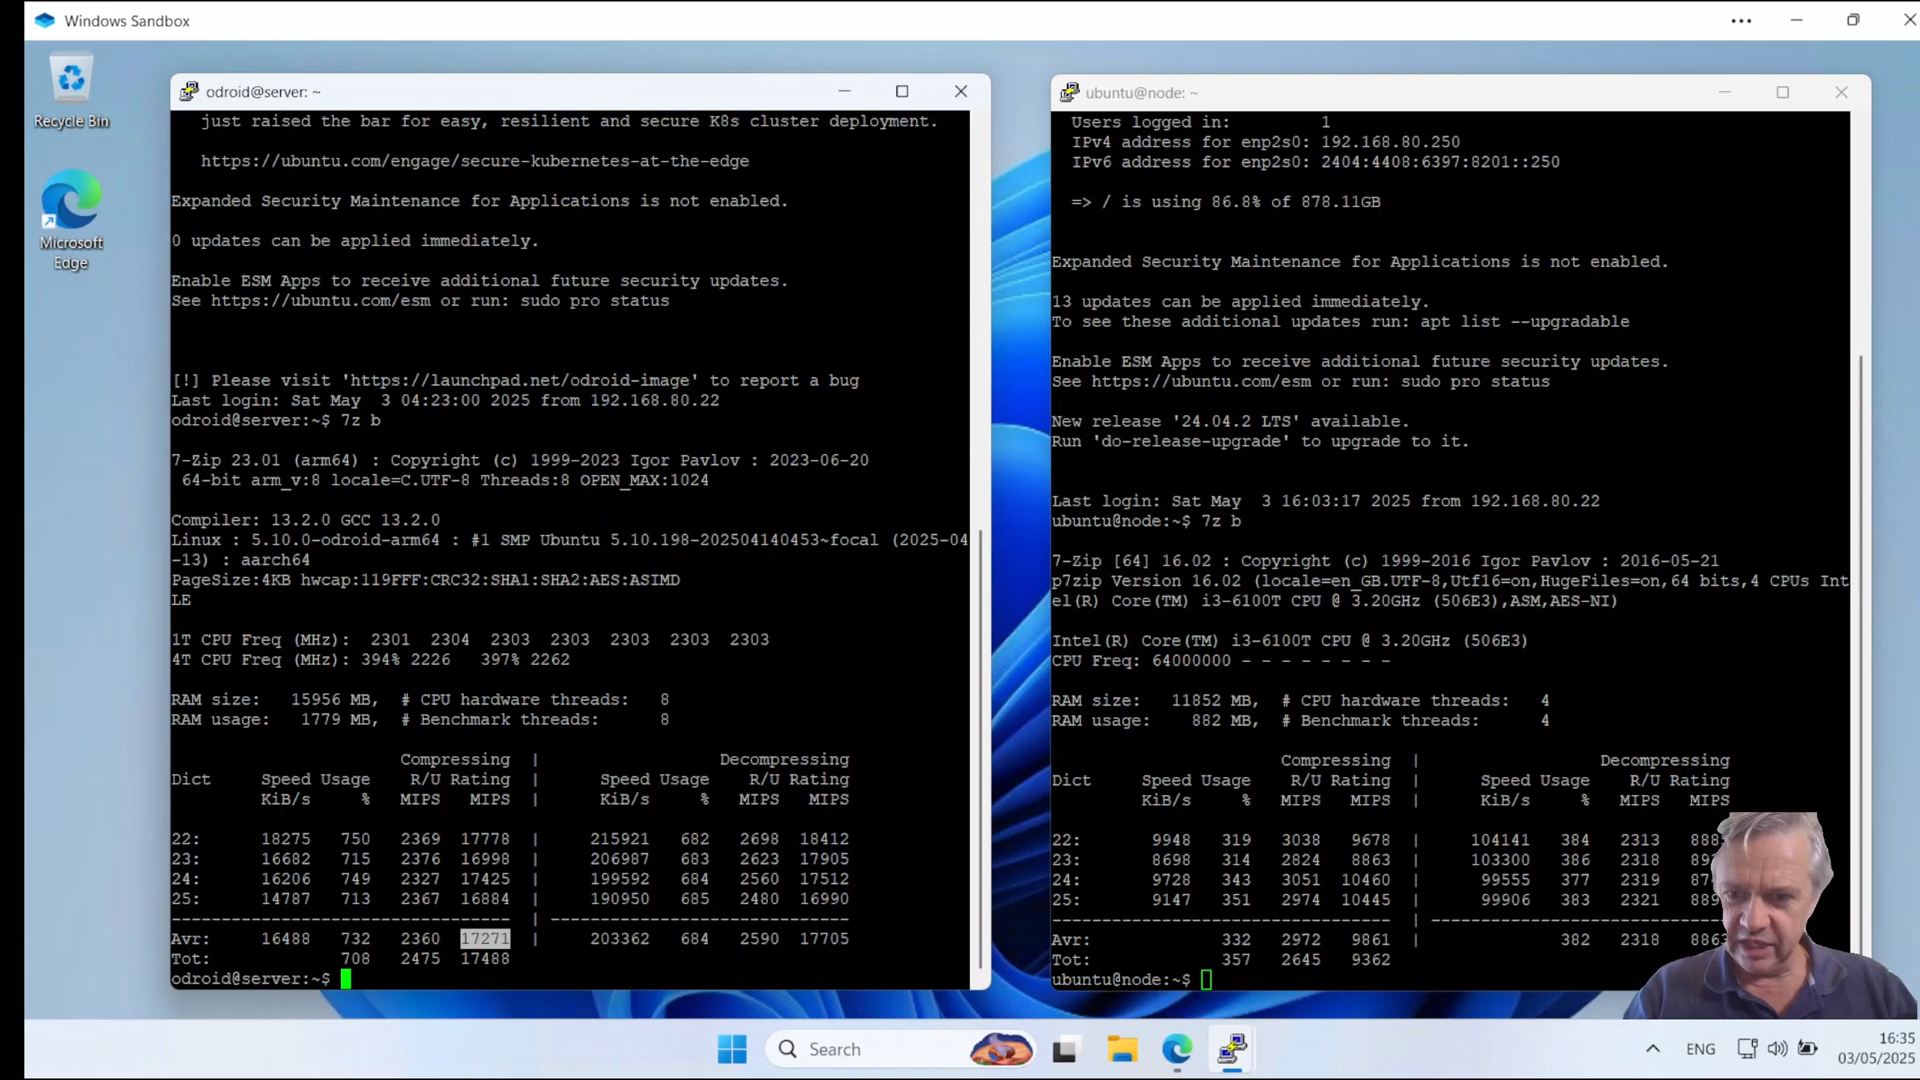 Windows Sandbox
Recycle Bin
Microsoft
Edge
odroid@server: ~
just raised the bar for easy, resilient and secure K8s cluster deployment.
https://ubuntu.com/engage/secure-kubernetes-at-the-edge
Expanded Security Maintenance for Applications is not enabled.
0 updates can be applied immediately.
Enable ESM Apps to receive additional future security updates.
See https://ubuntu.com/esm or run: sudo pro status
[!] Please visit 'https://launchpad.net/odroid-image' to report a bug
Last login: Sat May  3 04:23:00 2025 from 192.168.80.22
odroid@server:~$ 7z b
7-Zip 23.01 (arm64) : Copyright (c) 1999-2023 Igor Pavlov : 2023-06-20
64-bit arm_v:8 locale=C.UTF-8 Threads:8 OPEN_MAX:1024
Compiler: 13.2.0 GCC 13.2.0
Linux : 5.10.0-odroid-arm64 : #1 SMP Ubuntu 5.10.198-202504140453~focal (2025-04
-13) : aarch64
PageSize:4KB hwcap:119FFF:CRC32:SHA1:SHA2:AES:ASIMD
LE
1T CPU Freq (MHz):  2301  2304  2303  2303  2303  2303  2303
4T CPU Freq (MHz): 394% 2226   397% 2262
RAM size:   15956 MB,  # CPU hardware threads:   8
RAM usage:   1779 MB,  # Benchmark threads:      8
Compressing  |                  Decompressing
Dict     Speed Usage    R/U Rating  |      Speed Usage    R/U Rating
KiB/s     %   MIPS   MIPS  |      KiB/s     %   MIPS   MIPS
22:      18275   750   2369  17778  |     215921   682   2698  18412
23:      16682   715   2376  16998  |     206987   683   2623  17905
24:      16206   749   2327  17425  |     199592   684   2560  17512
25:      14787   713   2367  16884  |     190950   685   2480  16990
---------------------------------- | ------------------------------
Avr:     16488   732   2360  17271  |     203362   684   2590  17705
Tot:             708   2475  17488
odroid@server:~$
ubuntu@node: ~
Users logged in:         1
IPv4 address for enp2s0: 192.168.80.250
IPv6 address for enp2s0: 2404:4408:6397:8201::250
=> / is using 86.8% of 878.11GB
Expanded Security Maintenance for Applications is not enabled.
13 updates can be applied immediately.
To see these additional updates run: apt list --upgradable
Enable ESM Apps to receive additional future security updates.
See https://ubuntu.com/esm or run: sudo pro status
New release '24.04.2 LTS' available.
Run 'do-release-upgrade' to upgrade to it.
Last login: Sat May  3 16:03:17 2025 from 192.168.80.22
ubuntu@node:~$ 7z b
7-Zip [64] 16.02 : Copyright (c) 1999-2016 Igor Pavlov : 2016-05-21
p7zip Version 16.02 (locale=en_GB.UTF-8,Utf16=on,HugeFiles=on,64 bits,4 CPUs Int
el(R) Core(TM) i3-6100T CPU @ 3.20GHz (506E3),ASM,AES-NI)
Intel(R) Core(TM) i3-6100T CPU @ 3.20GHz (506E3)
CPU Freq: 64000000 - - - - - - - -
RAM size:   11852 MB,  # CPU hardware threads:   4
RAM usage:    882 MB,  # Benchmark threads:      4
Compressing  |                  Decompressing
Dict     Speed Usage    R/U Rating  |      Speed Usage    R/U Rating
KiB/s     %   MIPS   MIPS  |      KiB/s     %   MIPS   MIPS
22:       9948   319   3038   9678  |     104141   384   2313
23:       8698   314   2824   8863  |     103300   386   2318
24:       9728   343   3051  10460  |      99555   377   2319
25:       9147   351   2974  10445  |      99906   383   2321
---------------------------------- | ------------------------------
Avr:             332   2972   9861  |              382   2318
Tot:             357   2645   9362
ubuntu@node:~$
Search
ENG
16:35
03/05/2025